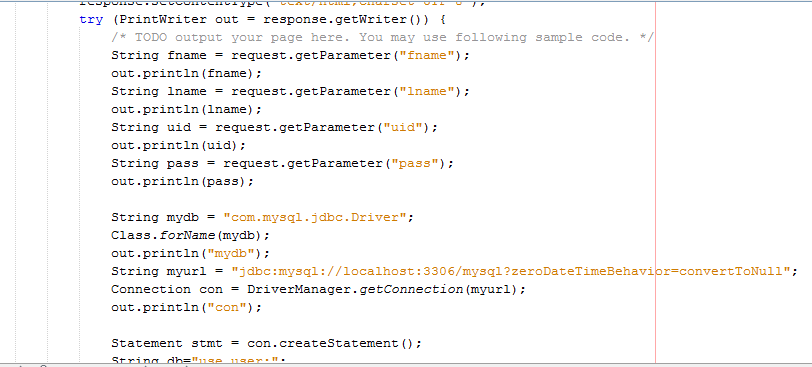 response.setContentType("text/html;charset=UTF-8");
try (PrintWriter out = response.getWriter()) {
/* TODO output your page here. You may use following sample code. */
String fname = request.getParameter("fname");
out.println(fname);
String lname = request.getParameter("lname");
out.println(lname);
String uid = request.getParameter("uid");
out.println(uid);
String pass = request.getParameter("pass");
out.println(pass);
String mydb = "com.mysql.jdbc.Driver";
Class.forName(mydb);
out.println("mydb");
String myurl = "jdbc:mysql://localhost:3306/mysql?zeroDateTimeBehavior=convertToNull";
Connection con = DriverManager.getConnection(myurl);
out.println("con");
Statement stmt = con.createStatement();
String db="use user;";